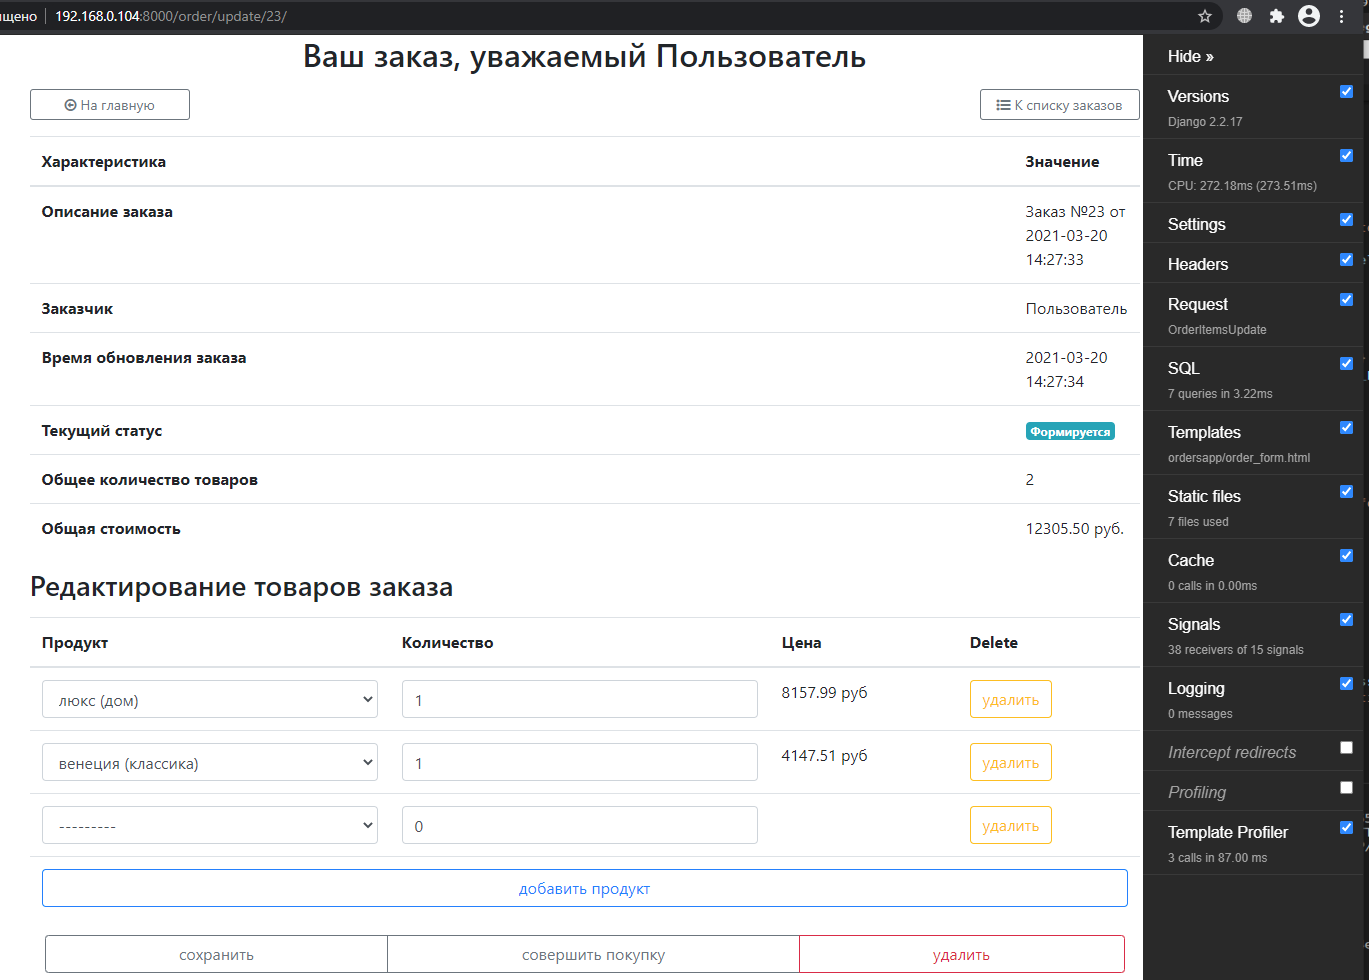 щено 192.168.0.104:8000/order/update/23/
Ваш заказ, уважаемый Пользователь
На главную
К списку заказов
Характеристика Значение
Описание заказа Заказ №23 от
2021-03-20
14:27:33
Заказчик Пользователь
Время обновления заказа 2021-03-20
14:27:34
Текущий статус Формируется
Общее количество товаров 2
Общая стоимость 12305.50 руб.
Редактирование товаров заказа
Продукт Количество Цена Delete
люкс (дом) 1 8157.99 руб удалить
венеция (классика) 1 4147.51 руб удалить
--------- 0 удалить
добавить продукт
сохранить совершить покупку удалить
Hide »
Versions
Django 2.2.17
Time
CPU: 272.18ms (273.51ms)
Settings
Headers
Request
OrderItemsUpdate
SQL
7 queries in 3.22ms
Templates
ordersapp/order_form.html
Static files
7 files used
Cache
0 calls in 0.00ms
Signals
38 receivers of 15 signals
Logging
0 messages
Intercept redirects
Profiling
Template Profiler
3 calls in 87.00 ms